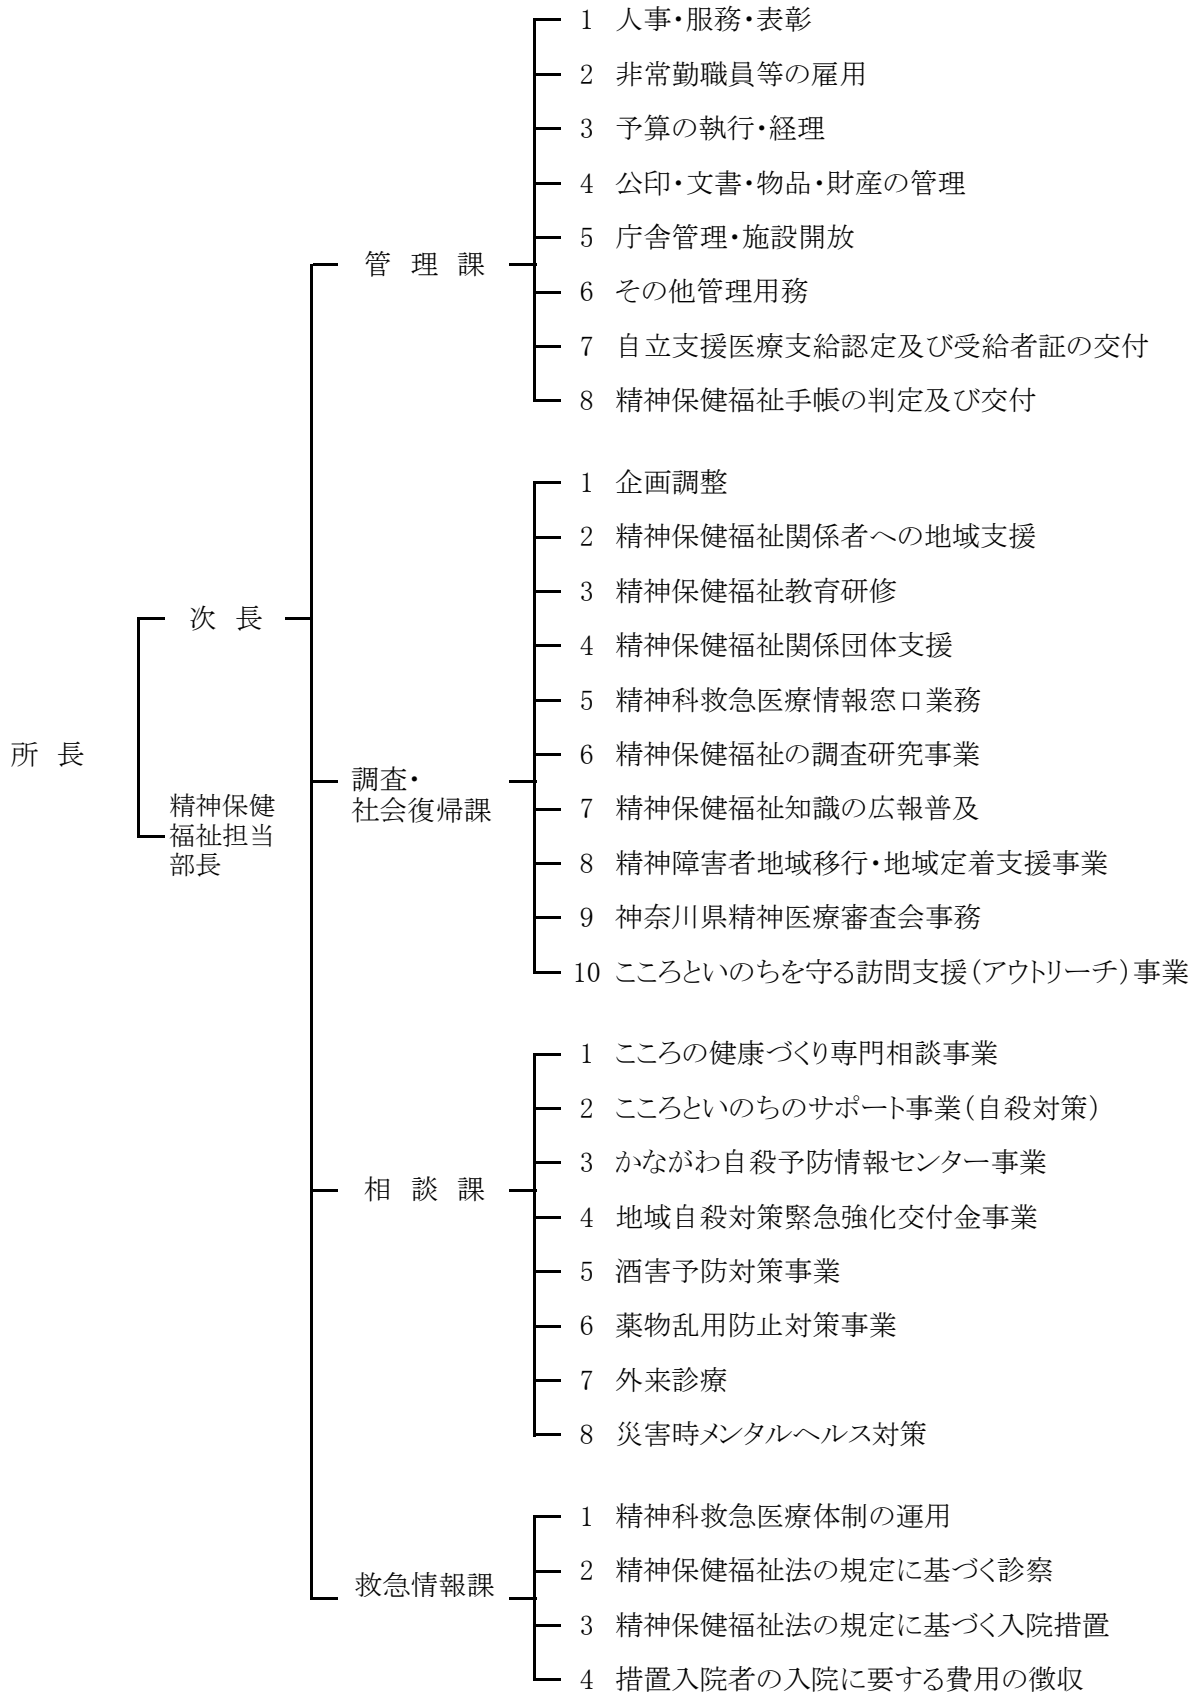 所 長
次 長
精神保健
福祉担当
部長
管 理 課
1 人事・服務・表彰
2 非常勤職員等の雇用
3 予算の執行・経理
4 公印・文書・物品・財産の管理
5 庁舎管理・施設開放
6 その他管理用務
7 自立支援医療支給認定及び受給者証の交付
8 精神保健福祉手帳の判定及び交付
調査・
社会復帰課
1 企画調整
2 精神保健福祉関係者への地域支援
3 精神保健福祉教育研修
4 精神保健福祉関係団体支援
5 精神科救急医療情報窓口業務
6 精神保健福祉の調査研究事業
7 精神保健福祉知識の広報普及
8 精神障害者地域移行・地域定着支援事業
9 神奈川県精神医療審査会事務
10 こころといのちを守る訪問支援(アウトリーチ)事業
相 談 課
1 こころの健康づくり専門相談事業
2 こころといのちのサポート事業(自殺対策)
3 かながわ自殺予防情報センター事業
4 地域自殺対策緊急強化交付金事業
5 酒害予防対策事業
6 薬物乱用防止対策事業
7 外来診療
8 災害時メンタルヘルス対策
救急情報課
1 精神科救急医療体制の運用
2 精神保健福祉法の規定に基づく診察
3 精神保健福祉法の規定に基づく入院措置
4 措置入院者の入院に要する費用の徴収